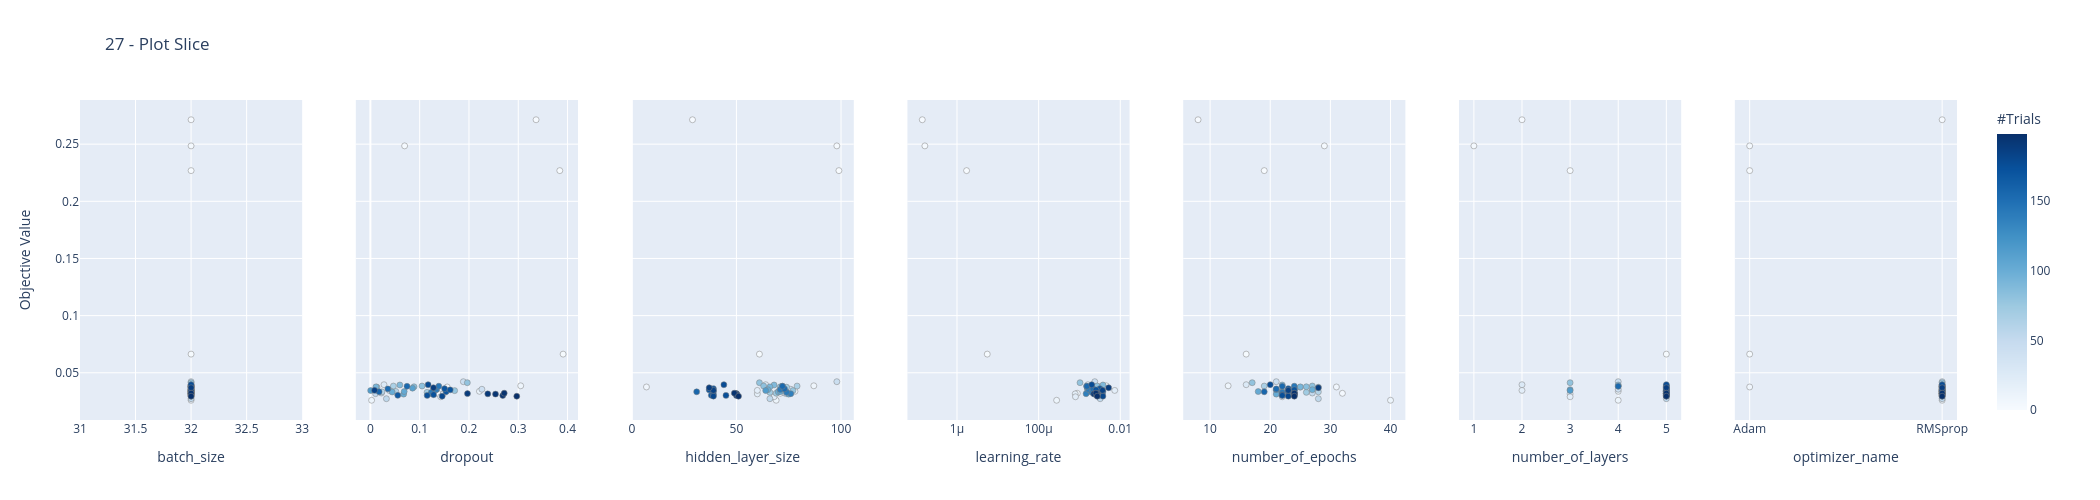 27 - Plot Slice
#Trials
Objective Value
0.25
0.2
0.15
0.1
0.05
150
100
50
0
31 31.5 32 32.5 33
0 0.1 0.2 0.3 0.4
0 50 100
1μ 100μ 0.01
10 20 30 40
1 2 3 4 5
Adam RMSprop
batch_size
dropout
hidden_layer_size
learning_rate
number_of_epochs
number_of_layers
optimizer_name